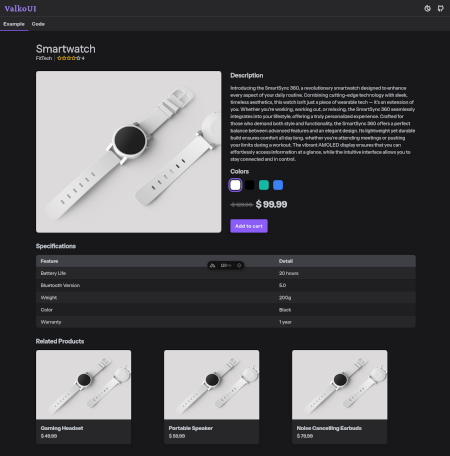 ValkoUI
Example Code
Smartwatch
FitTech
4
Description
Introducing the SmartSync 360, a revolutionary smartwatch designed to enhance
every aspect of your daily routine. Combining cutting-edge technology with sleek,
timeless aesthetics, this watch isn't just a piece of wearable tech — it's an extension of
you. Whether you're working, working out, or relaxing, the SmartSync 360 seamlessly
integrates into your lifestyle, offering a truly personalized experience. Crafted for
those who demand both style and functionality, the SmartSync 360 offers a perfect
balance between advanced features and an elegant design. Its lightweight yet durable
build ensures comfort all day long, whether you're attending meetings or pushing
your limits during a workout. The vibrant AMOLED display ensures that you can
effortlessly access information at a glance, while the intuitive interface allows you to
stay connected and in control.
Colors
$ 99.99
Add to cart
Specifications
Feature Detail
Battery Life 20 hours
Bluetooth Version 5.0
Weight 200g
Color Black
Warranty 1 year
Related Products
Gaming Headset
$ 49.99
Portable Speaker
$ 59.99
Noise Cancelling Earbuds
$ 79.99